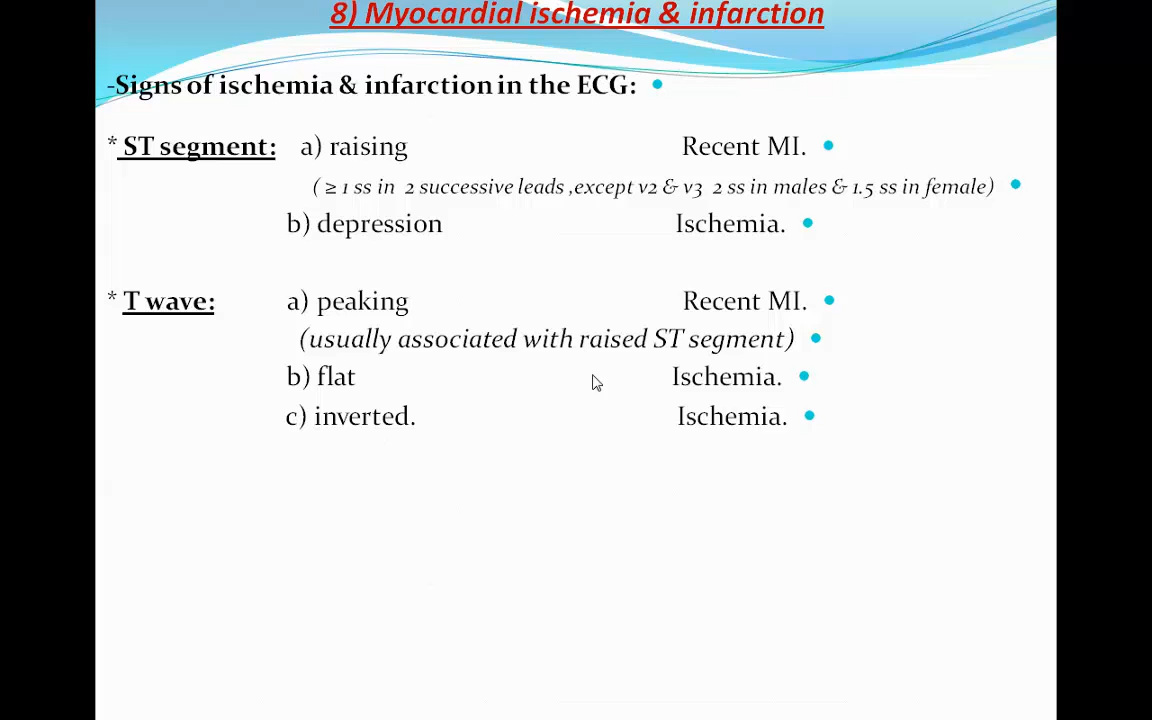 8) Myocardial ischemia & infarction
-Signs of ischemia & infarction in the ECG: •
* ST segment: a) raising Recent MI. •
( ≥ 1 ss in 2 successive leads ,except v2 & v3 2 ss in males & 1.5 ss in female) •
b) depression Ischemia. •
* T wave: a) peaking Recent MI. •
(usually associated with raised ST segment) •
b) flat Ischemia. •
c) inverted. Ischemia. •